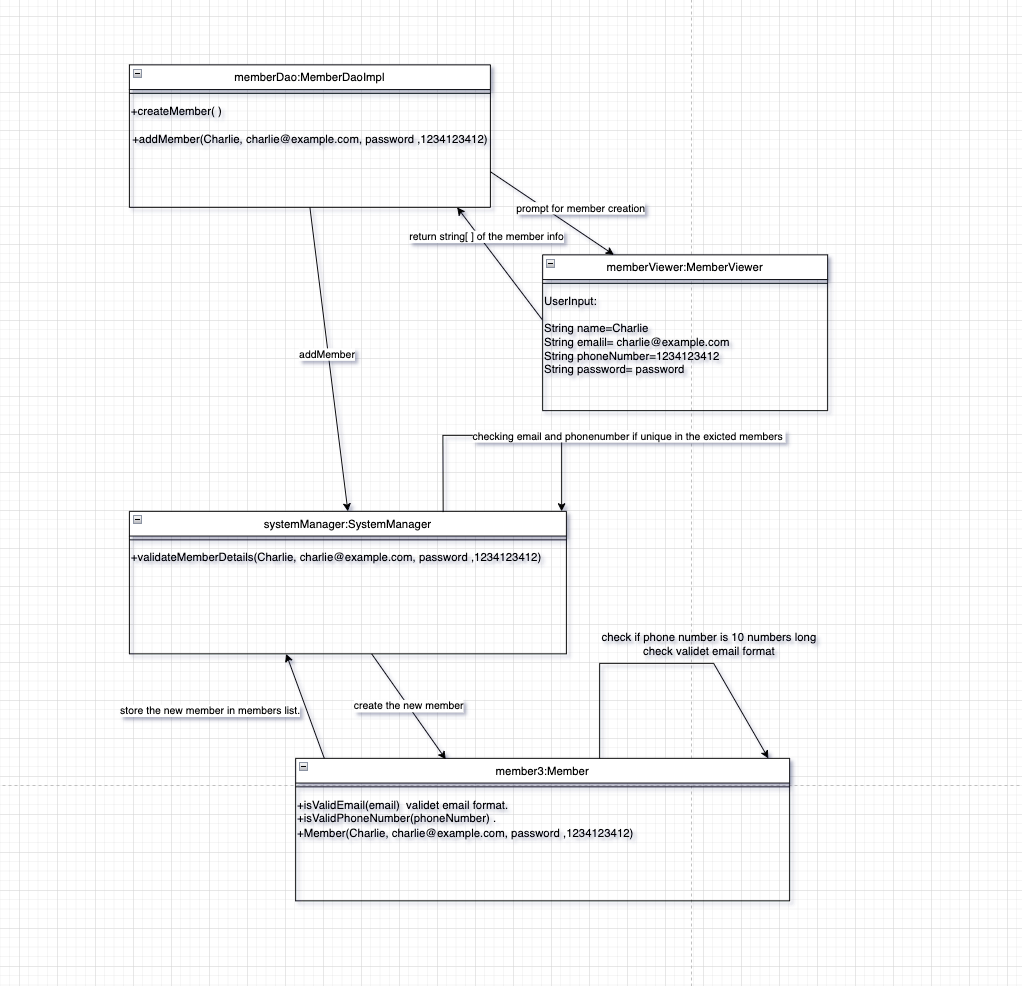 memberDao:MemberDaoImpl
+createMember( )
+addMember(Charlie, charlie@example.com, password ,1234123412)
prompt for member creation
return string[ ] of the member info
memberViewer:MemberViewer
UserInput:
String name=Charlie
String emalil= charlie@example.com
String phoneNumber=1234123412
String password= password
addMember
checking email and phonenumber if unique in the exicted members
systemManager:SystemManager
+validateMemberDetails(Charlie, charlie@example.com, password ,1234123412)
check if phone number is 10 numbers long
check validet email format
store the new member in members list.
create the new member
member3:Member
+isValidEmail(email)  validet email format.
+isValidPhoneNumber(phoneNumber) .
+Member(Charlie, charlie@example.com, password ,1234123412)